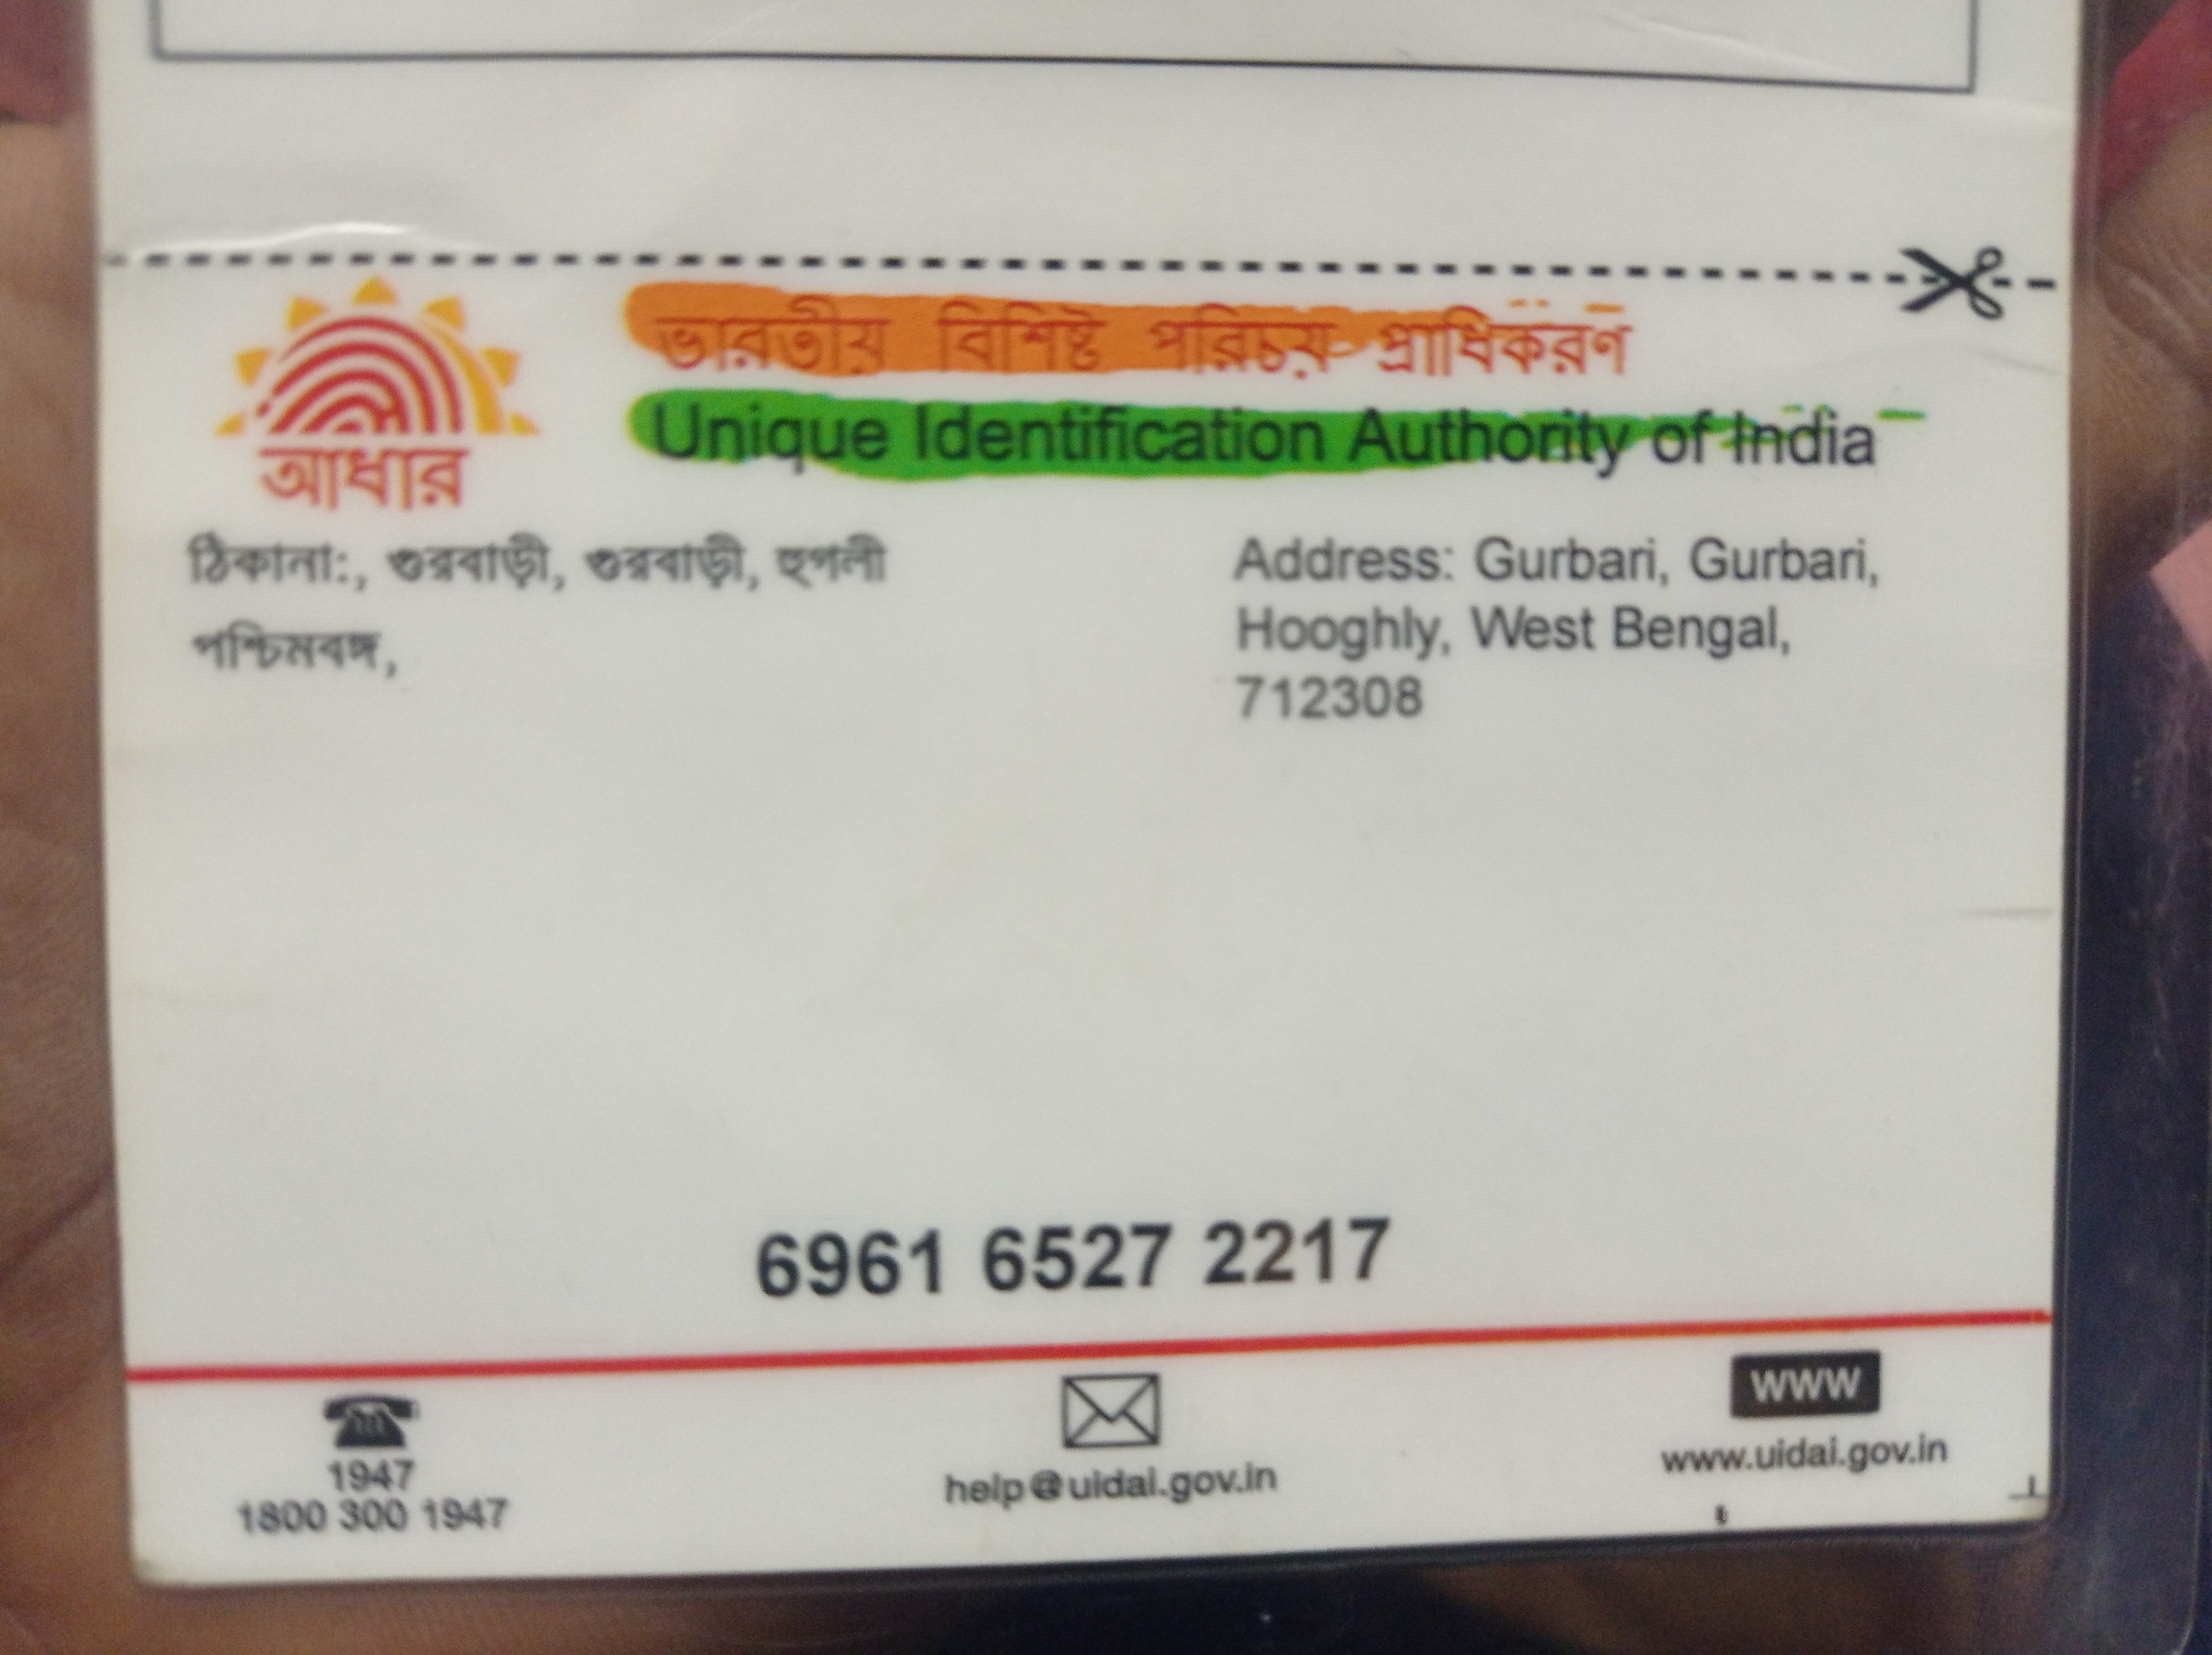 ভারতীয় বিশিষ্ট পরিচয় প্রাধিকরণ
Unique Identification Authority of India
আধার
ঠিকানা:, গুরবাড়ী, গুরবাড়ী, হুগলী
পশ্চিমবঙ্গ,
Address: Gurbari, Gurbari,
Hooghly, West Bengal,
712308
6961 6527 2217
1947
1800 300 1947
help@uidai.gov.in
WWW
www.uidai.gov.in